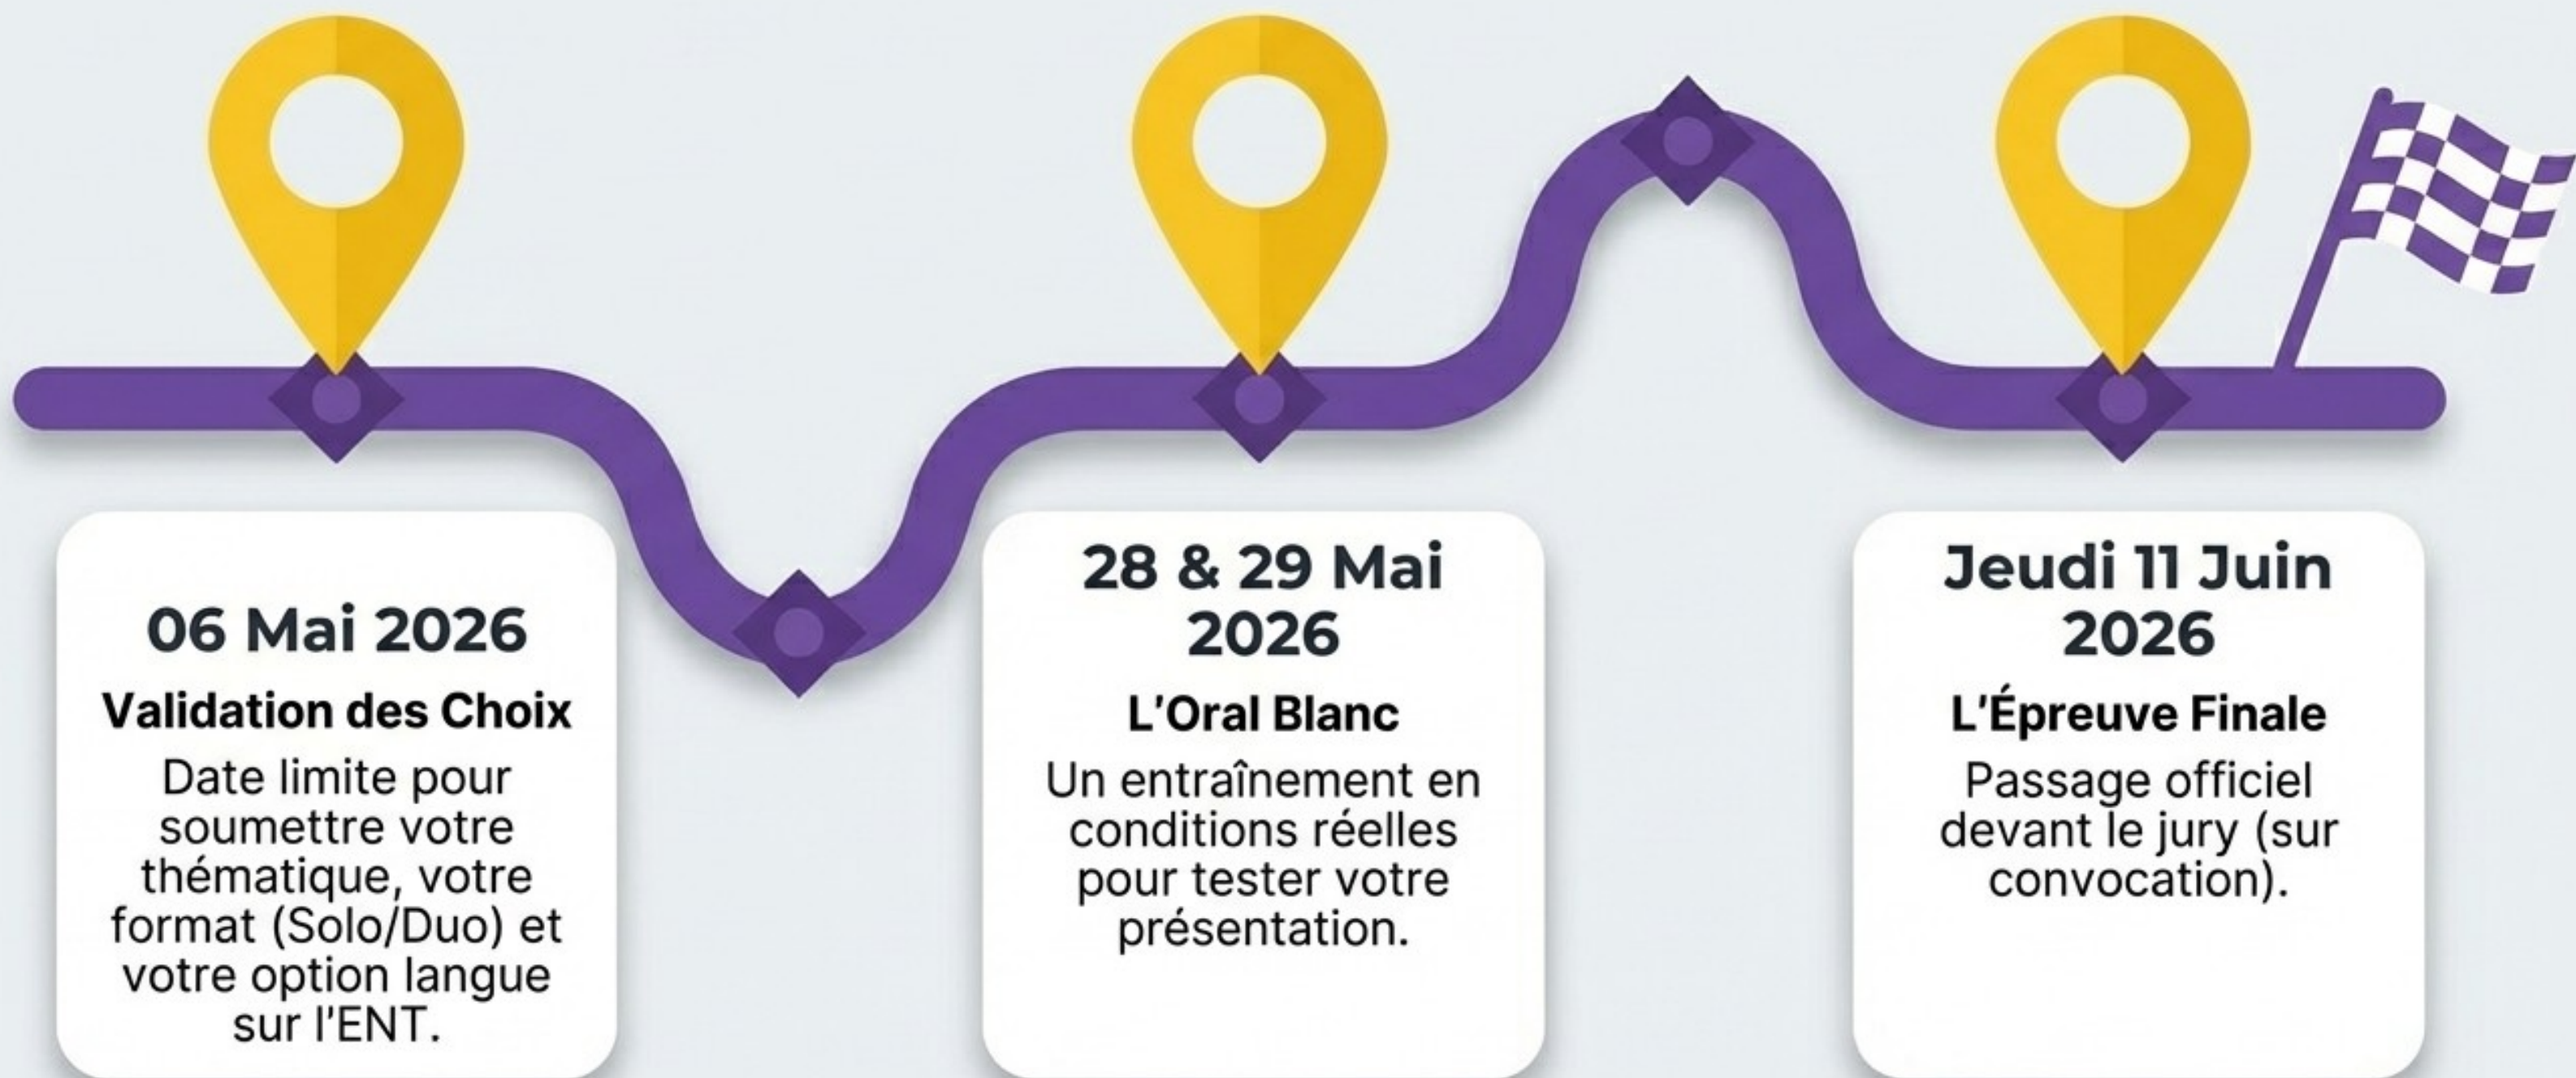 06 Mai 2026
Validation des Choix
Date limite pour
soumettre votre
thématique, votre
format (Solo/Duo) et
votre option langue
sur l'ENT.
28 & 29 Mai
2026
L'Oral Blanc
Un entraînement en
conditions réelles
pour tester votre
présentation.
Jeudi 11 Juin
2026
L'Épreuve Finale
Passage officiel
devant le jury (sur
convocation).